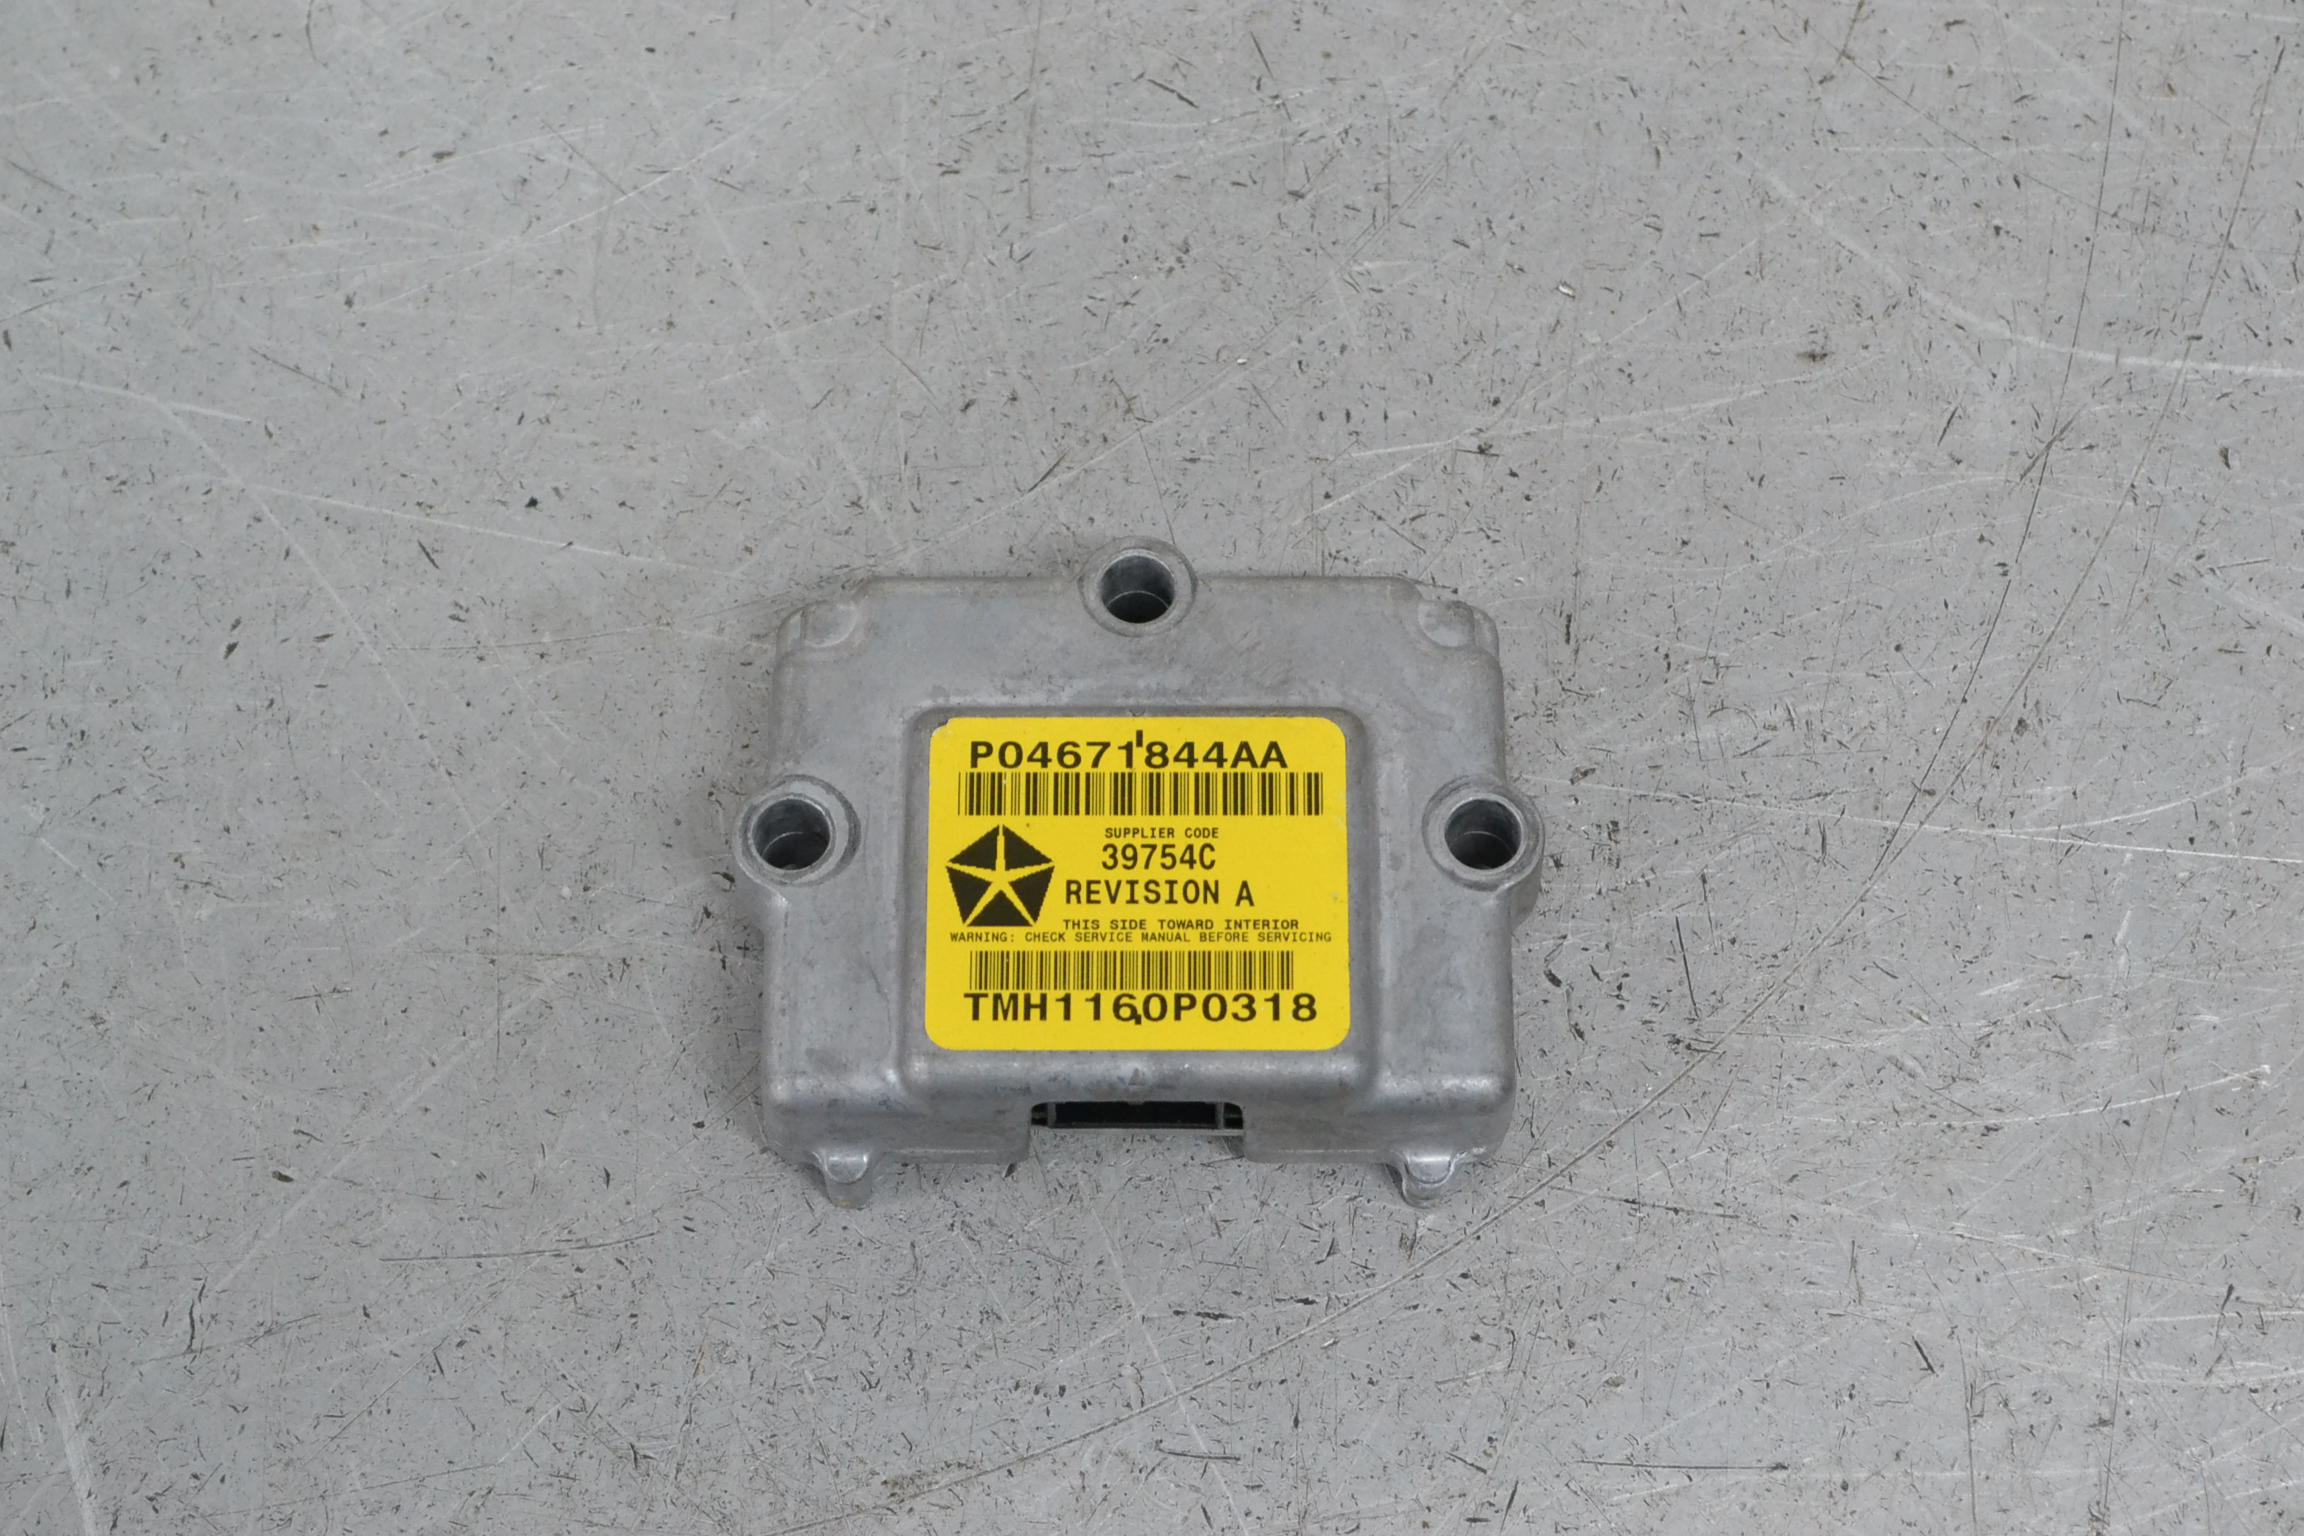 P04671844AA
SUPPLIER CODE
39754C
REVISION A
THIS SIDE TOWARD INTERIOR
WARNING: CHECK SERVICE MANUAL BEFORE SERVICING
TMH1160P0318